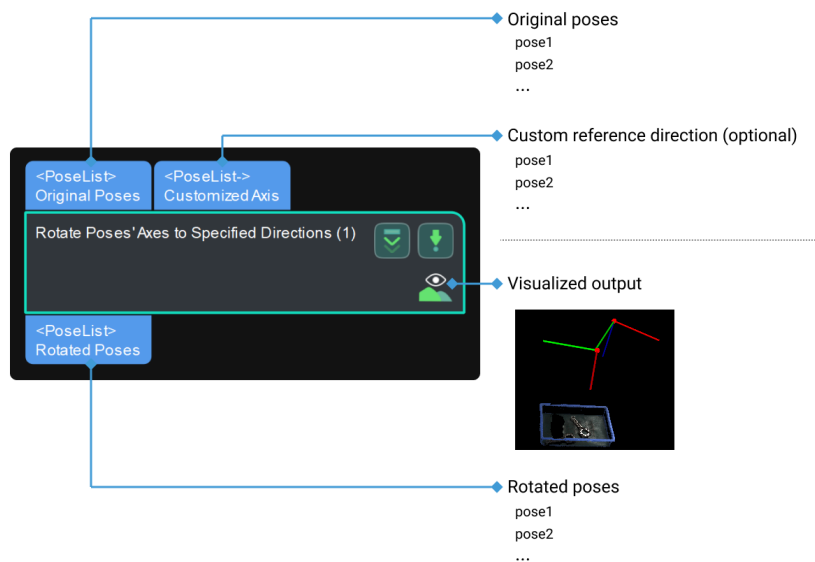 Original poses
pose1
pose2
...
Custom reference direction (optional)
pose1
pose2
...
<PoseList> <PoseList->
Original Poses Customized Axis
Rotate Poses' Axes to Specified Directions (1)
Visualized output
<PoseList>
Rotated Poses
Rotated poses
pose1
pose2
...